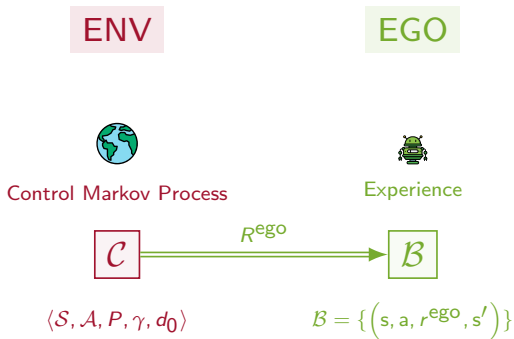 ENV EGO
Control Markov Process Experience
R^ego
𝒞 ℬ
⟨𝒮, 𝒜, P, γ, d₀⟩ ℬ = {(s, a, r^ego, s′)}